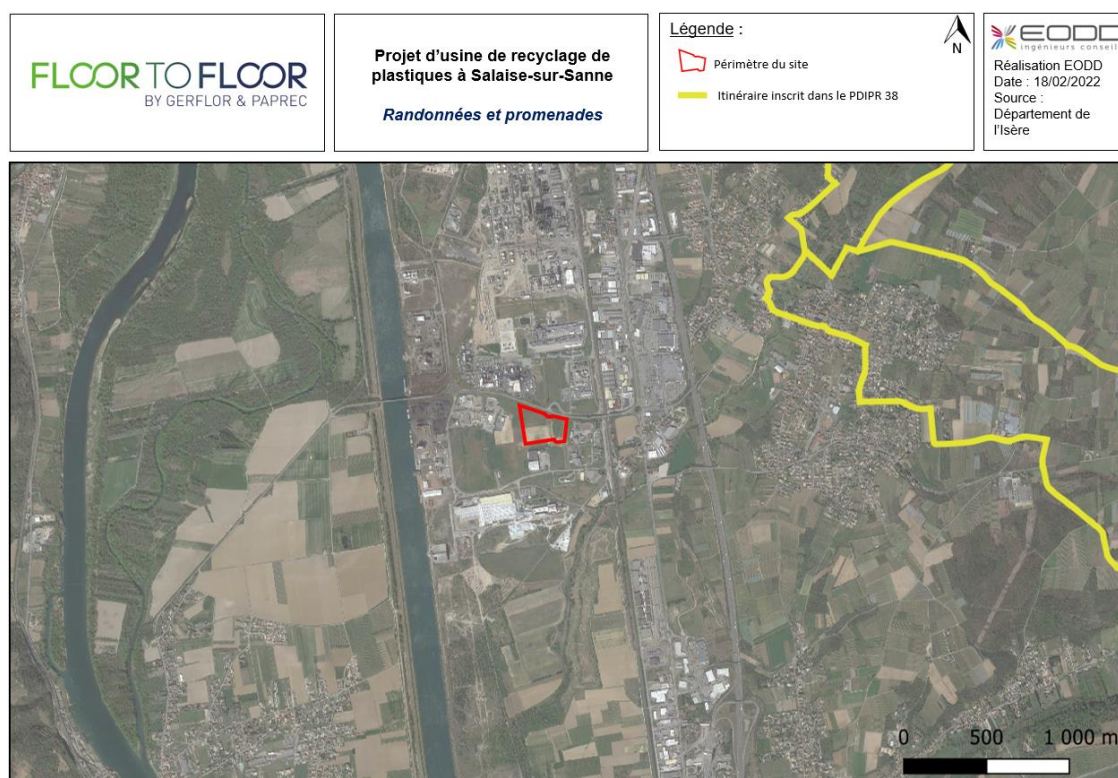 FLOOR TO FLOOR
BY GERFLOR & PAPREC
Projet d'usine de recyclage de
plastiques à Salaise-sur-Sanne
Randonnées et promenades
Légende :
Périmètre du site
Itinéraire inscrit dans le PDIPR 38
N
EODD
ingénieurs conseil
Réalisation EODD
Date : 18/02/2022
Source :
Département de
l'Isère
0 500 1 000 m